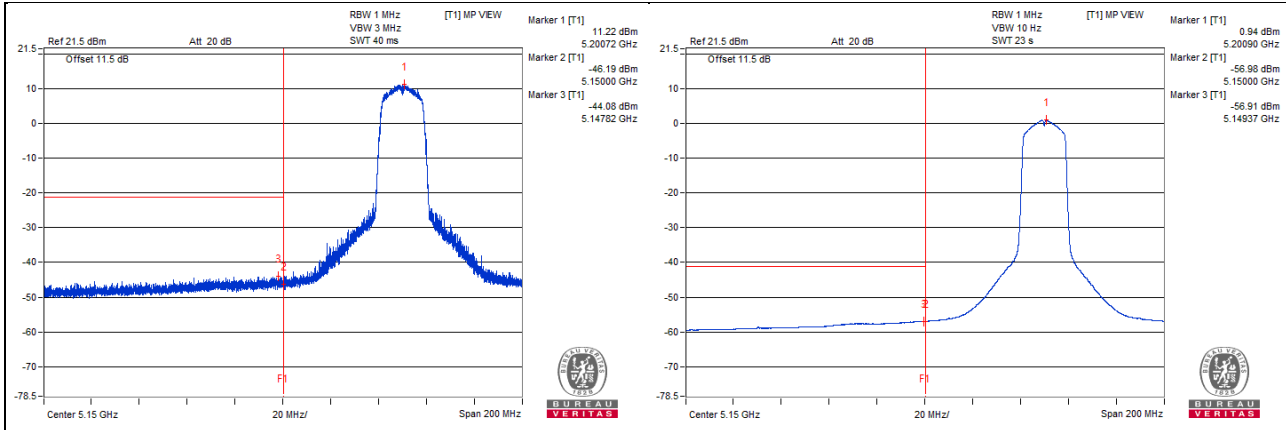 RBW 1 MHz
[T1] MP VIEW
Marker 1 [T1]
VBW 3 MHz
11.22 dBm
Ref 21.5 dBm
Att 20 dB
SWT 40 ms
5.20072 GHz
21.5
Marker 2 [T1]
Offset 11.5 dB
-46.19 dBm
5.15000 GHz
1
Marker 3 [T1]
10
-44.08 dBm
5.14782 GHz
0
-10
-20
-30
3
2
-40
-50
-60
-70
F1
-78.5
Center 5.15 GHz
20 MHz/
Span 200 MHz
BUREAU VERITAS
1828
BUREAU
VERITAS
RBW 1 MHz
[T1] MP VIEW
Marker 1 [T1]
VBW 10 Hz
0.94 dBm
Ref 21.5 dBm
Att 20 dB
SWT 23 s
5.20090 GHz
21.5
Marker 2 [T1]
Offset 11.5 dB
-56.98 dBm
5.15000 GHz
Marker 3 [T1]
10
-56.91 dBm
1
5.14937 GHz
0
-10
-20
-30
-40
-50
-60
-70
F1
-78.5
Center 5.15 GHz
20 MHz/
Span 200 MHz
BUREAU VERITAS
1828
BUREAU
VERITAS